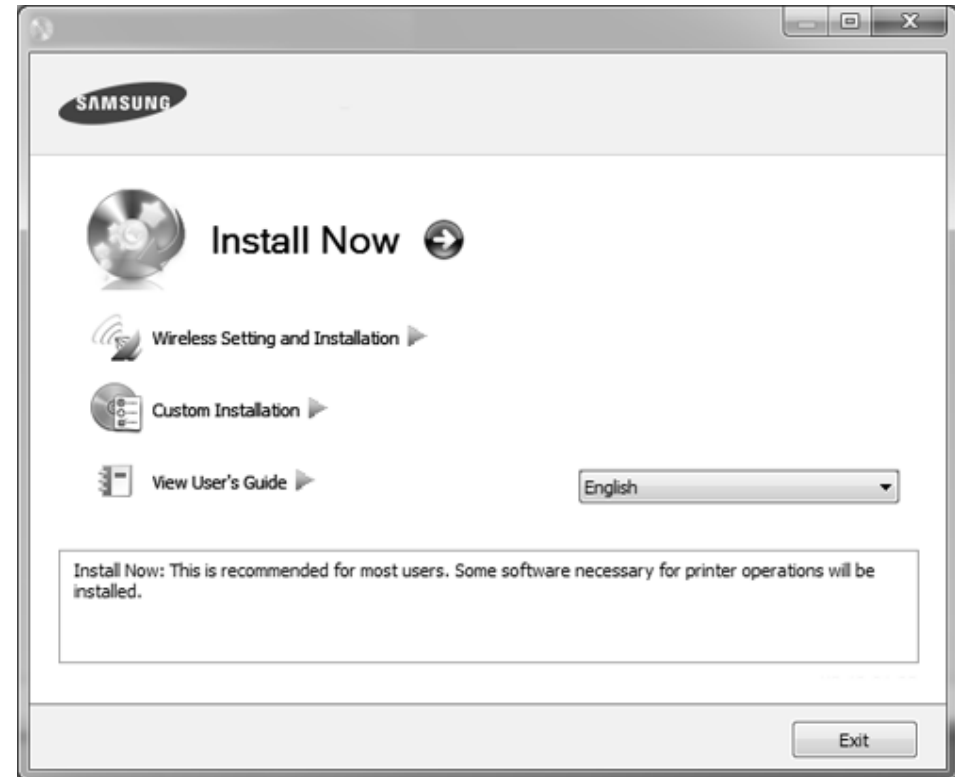 SAMSUNG
Install Now
Wireless Setting and Installation
Custom Installation
View User's Guide
English
Install Now: This is recommended for most users. Some software necessary for printer operations will be
installed.
Exit